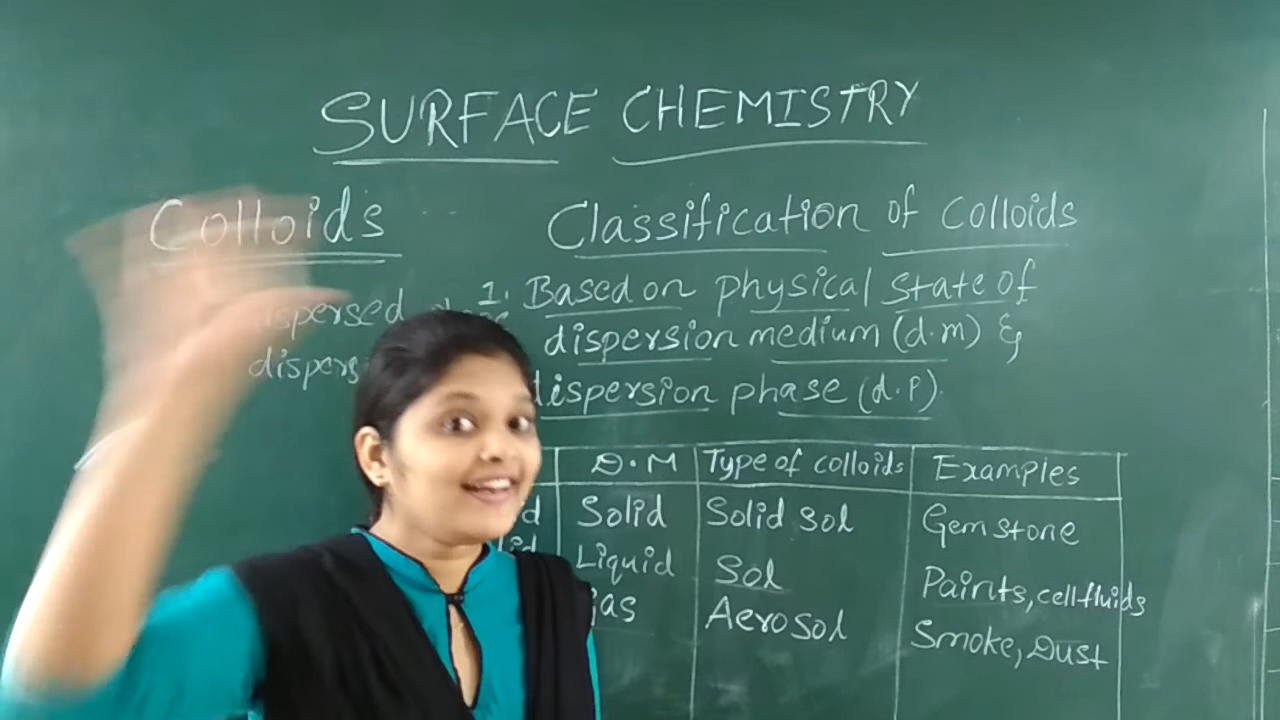 SURFACE CHEMISTRY
Colloids
dispersed
Classification of colloids
1. Based on physical state of
dispersion medium (d.m) &
dispersion phase (d.p).
D.M Type of colloids Examples
Solid Solid sol Gem stone
Liquid Sol Paints, cell fluids
gas Aerosol Smoke, Dust